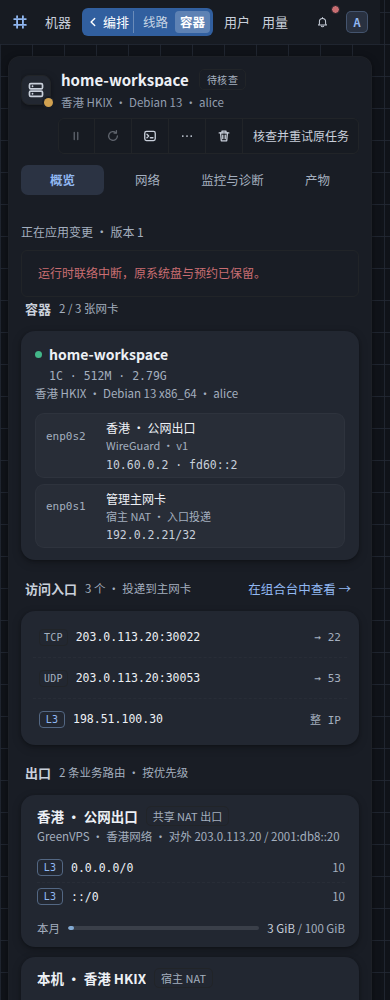 机器 编排 线路 容器 用户 用量 A
home-workspace 待核查
香港 HKIX • Debian 13 • alice
核查并重试原任务
概览 网络 监控与诊断 产物
正在应用变更 • 版本 1
运行时联络中断，原系统盘与预约已保留。
容器 2 / 3 张网卡
home-workspace
1C · 512M · 2.79G
香港 HKIX • Debian 13 x86_64 • alice
enp0s2 香港 • 公网出口
WireGuard • v1
10.60.0.2 · fd60::2
enp0s1 管理主网卡
宿主 NAT • 入口投递
192.0.2.21/32
访问入口 3 个 • 投递到主网卡 在组合台中查看 →
TCP 203.0.113.20:30022 → 22
UDP 203.0.113.20:30053 → 53
L3 198.51.100.30 整 IP
出口 2 条业务路由 • 按优先级
香港 • 公网出口 共享 NAT 出口
GreenVPS • 香港网络 • 对外 203.0.113.20 / 2001:db8::20
L3 0.0.0.0/0 10
L3 ::/0 10
本月 3 GiB / 100 GiB
本机 • 香港 HKIX 宿主 NAT